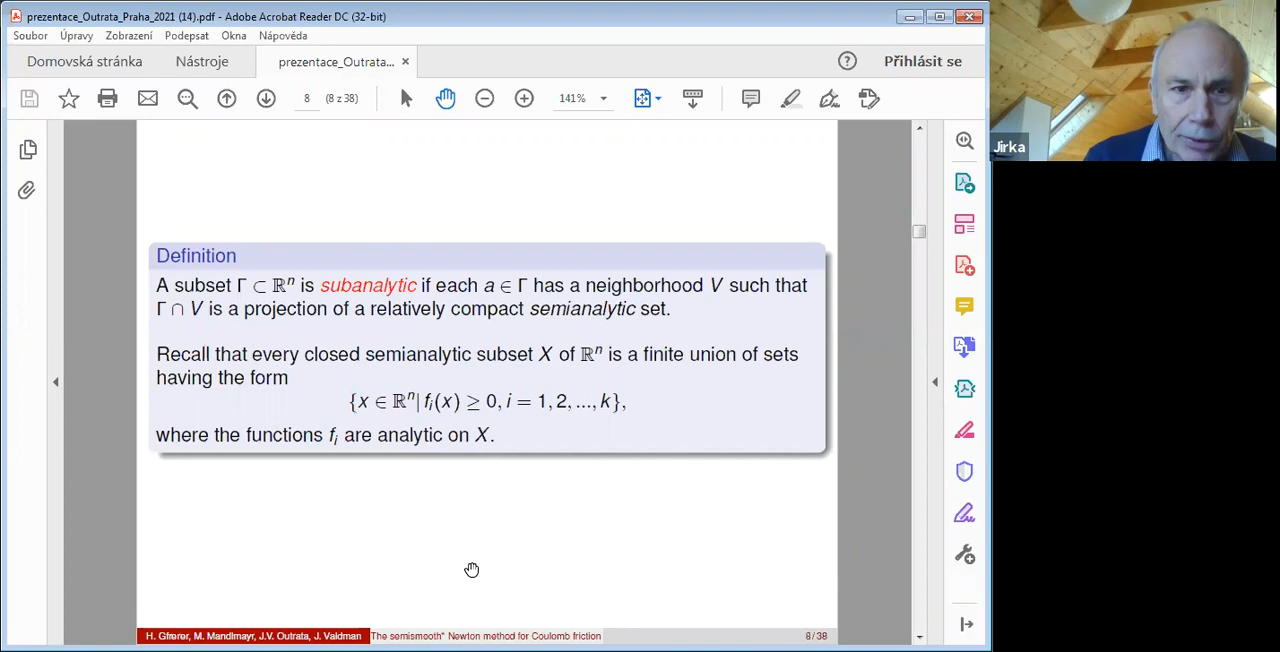 prezentace_Outrata_Praha_2021 (14).pdf - Adobe Acrobat Reader DC (32-bit)
Soubor Úpravy Zobrazení Podepsat Okna Nápověda
Domovská stránka Nástroje prezentace_Outrata... × Přihlásit se
8 (8 z 38) 141%
Jirka
Definition
A subset Γ ⊂ ℝⁿ is subanalytic if each a ∈ Γ has a neighborhood V such that
Γ ∩ V is a projection of a relatively compact semianalytic set.
Recall that every closed semianalytic subset X of ℝⁿ is a finite union of sets
having the form
{x ∈ ℝⁿ| fᵢ(x) ≥ 0, i = 1, 2, ..., k},
where the functions fᵢ are analytic on X.
H. Gfrerer, M. Mandlmayr, J.V. Outrata, J. Valdman The semismooth* Newton method for Coulomb friction 8 / 38